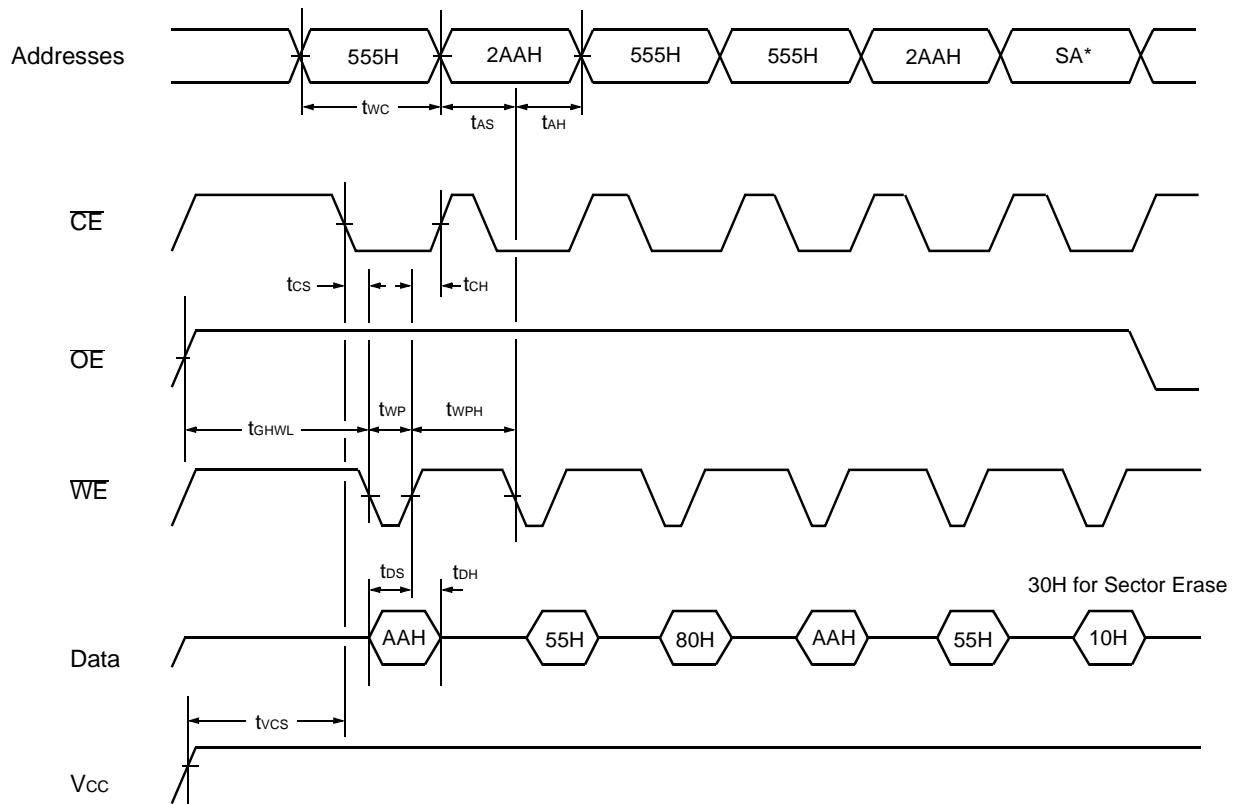 Addresses
555H
2AAH
555H
555H
2AAH
SA*
tWC
tAS
tAH
CE
tCS
tCH
OE
tGHWL
tWP
tWPH
WE
tDS
tDH
30H for Sector Erase
Data
AAH
55H
80H
AAH
55H
10H
tVCS
VCC